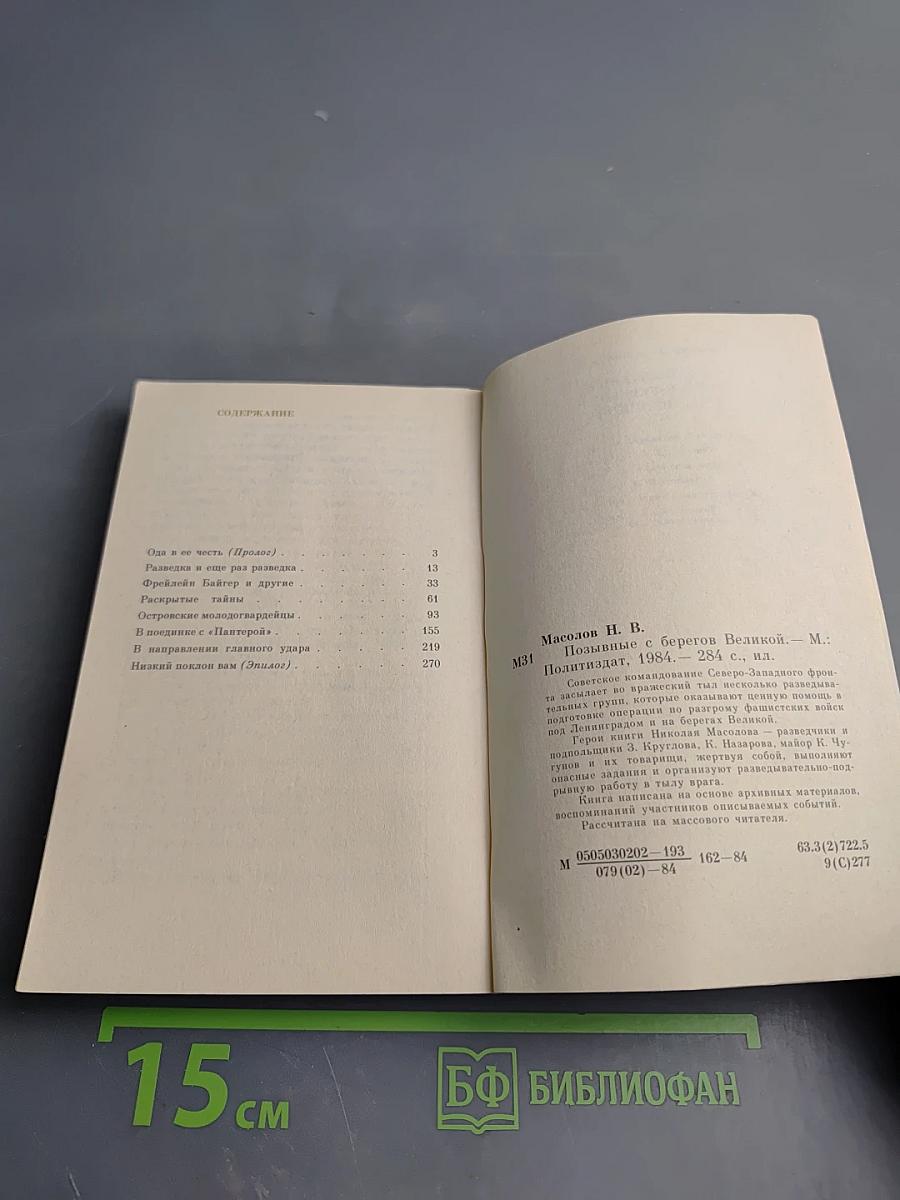 СОДЕРЖАНИЕ
Ода в ее честь (Пролог) . . . . . . . 3
Разведка и еще раз разведка . . . . . . 13
Фрейлейн Байгер и другие . . . . . . . 33
Раскрытые тайны . . . . . . . . 61
Островские молодогвардейцы . . . . . . 93
В поединке с «Пантерой» . . . . . . . 155
В направлении главного удара . . . . . . 219
Низкий поклон вам (Эпилог) . . . . . . 270
Масолов Н. В.
М31 Позывные с берегов Великой.— М.:
Политиздат, 1984.— 284 с., ил.
Советское командование Северо-Западного фрон-
та засылает во вражеский тыл несколько разведыва-
тельных групп, которые оказывают ценную помощь в
подготовке операции по разгрому фашистских войск
под Ленинградом и на берегах Великой.
Герои книги Николая Масолова — разведчики и
подпольщики З. Круглова, К. Назарова, майор К. Чу-
гунов и их товарищи, жертвуя собой, выполняют
опасные задания и организуют разведывательно-под-
рывную работу в тылу врага.
Книга написана на основе архивных материалов,
воспоминаний участников описываемых событий.
Рассчитана на массового читателя.
М 0505030202—193 162—84 63.3(2)722.5
079(02)—84 9(С)277
15 см БФ БИБЛИОФАН